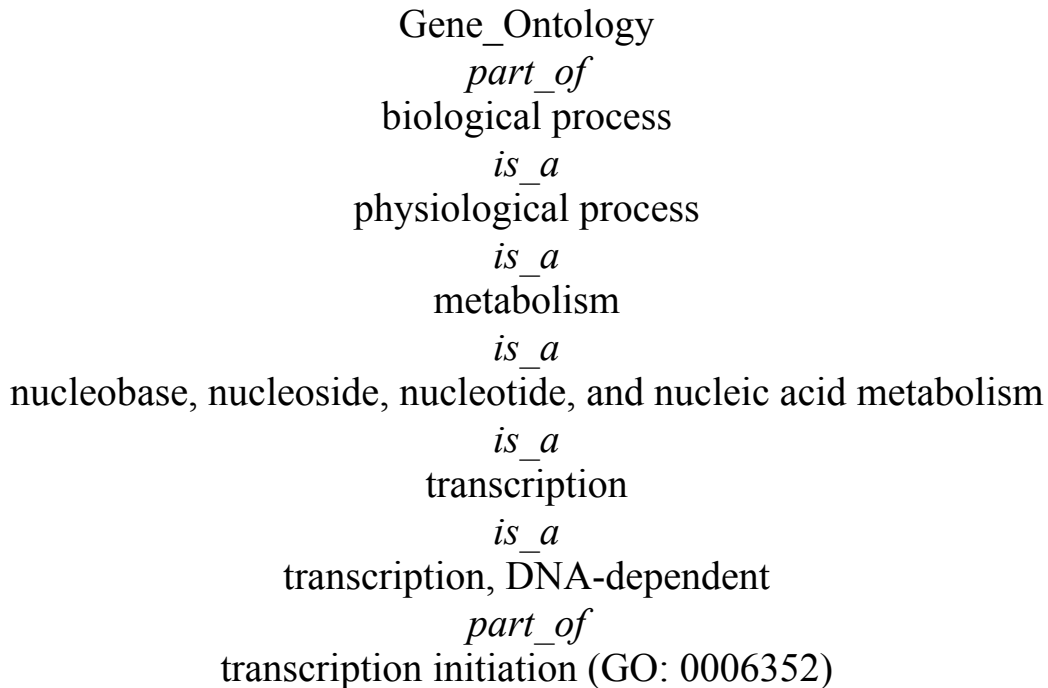 Gene_Ontology
part_of
biological process
is_a
physiological process
is_a
metabolism
is_a
nucleobase, nucleoside, nucleotide, and nucleic acid metabolism
is_a
transcription
is_a
transcription, DNA-dependent
part_of
transcription initiation (GO: 0006352)